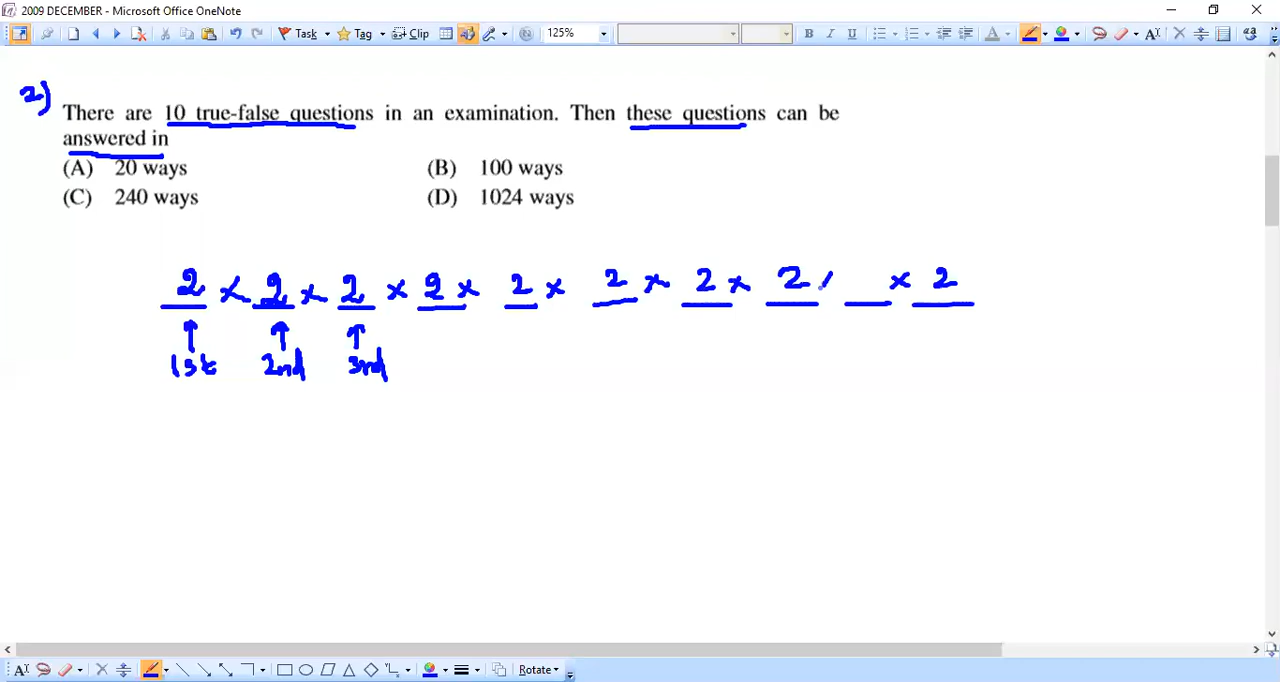 2009 DECEMBER - Microsoft Office OneNote
Task Tag Clip 125% B I U A A
2)
There are 10 true-false questions in an examination. Then these questions can be
answered in
(A) 20 ways (B) 100 ways
(C) 240 ways (D) 1024 ways
2 × 2 × 2 × 2 × 2 × 2 × 2 × 2 / × 2
1st 2nd 3rd
A Rotate